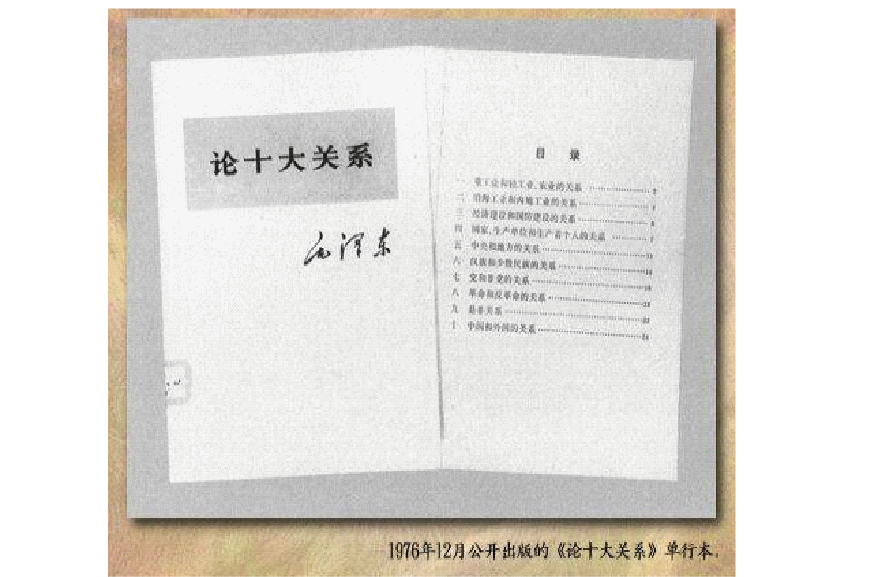 论十大关系
毛泽东
目 录
一 重工业和轻工业、农业的关系
二 沿海工业和内地工业的关系
三 经济建设和国防建设的关系
四 国家、生产单位和生产者个人的关系
五 中央和地方的关系
六 汉族和少数民族的关系
七 党和非党的关系
八 革命和反革命的关系
九 是非关系
十 中国和外国的关系
1976年12月公开出版的《论十大关系》单行本.